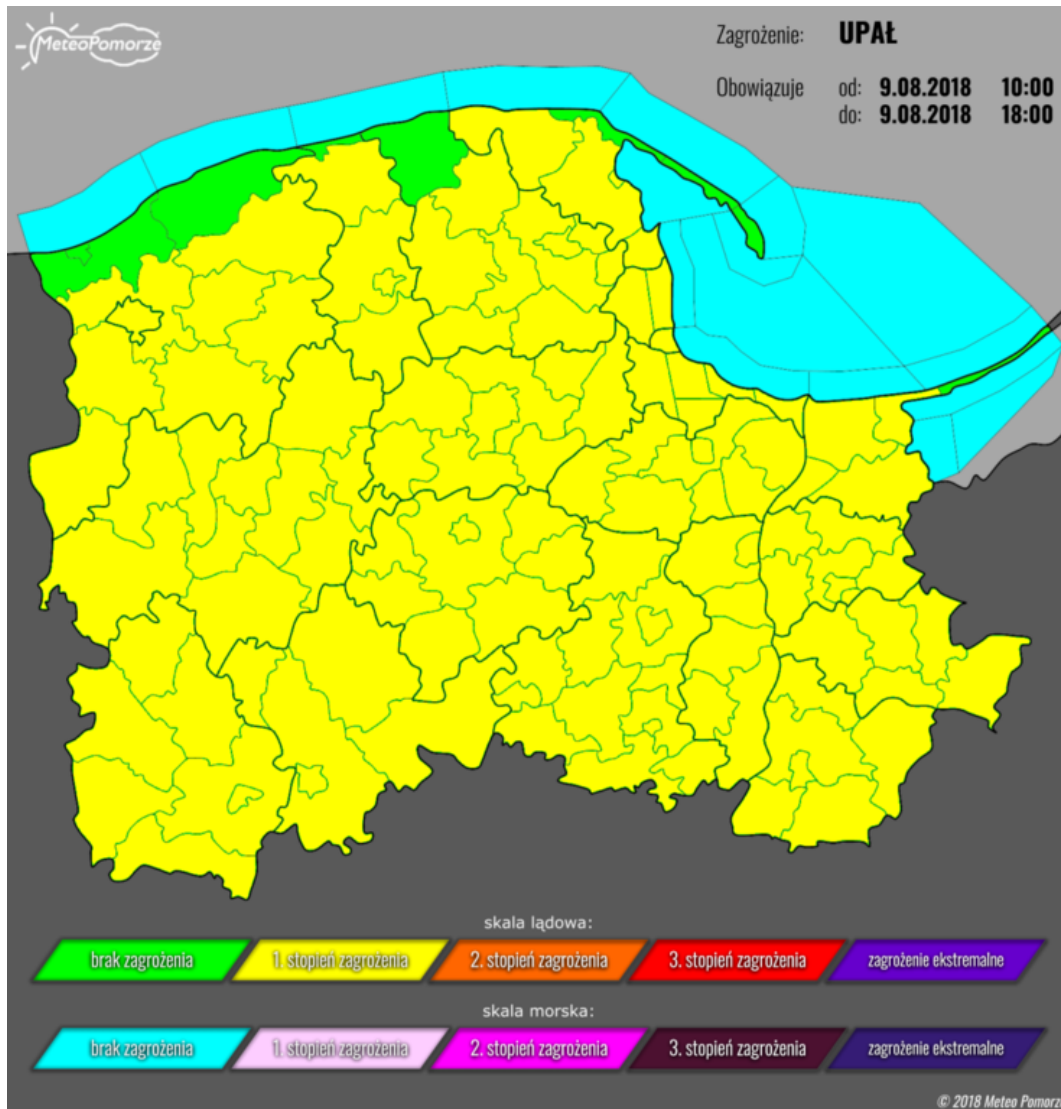 MeteoPomorze
Zagrożenie: UPAŁ
Obowiązuje od: 9.08.2018 10:00
do: 9.08.2018 18:00
skala lądowa:
brak zagrożenia 1. stopień zagrożenia 2. stopień zagrożenia 3. stopień zagrożenia zagrożenie ekstremalne
skala morska:
brak zagrożenia 1. stopień zagrożenia 2. stopień zagrożenia 3. stopień zagrożenia zagrożenie ekstremalne
© 2018 Meteo Pomorz